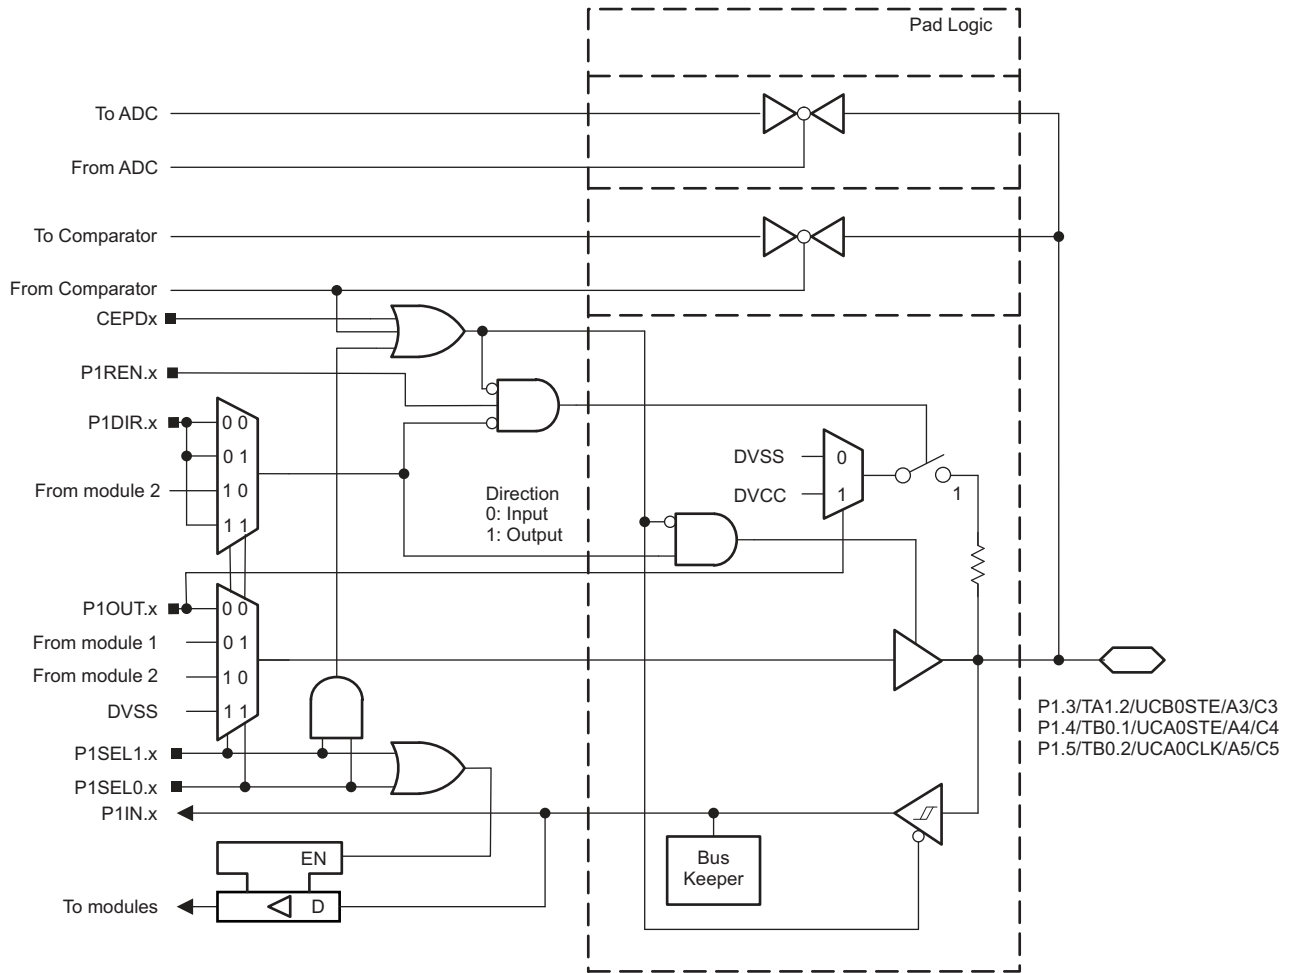 Pad Logic
To ADC
From ADC
To Comparator
From Comparator
CEPDx
P1REN.x
P1DIR.x
0 0
0 1
From module 2
1 0
1 1
Direction
0: Input
1: Output
DVSS
0
DVCC
1
1
P1OUT.x
0 0
From module 1
0 1
From module 2
1 0
DVSS
1 1
P1SEL1.x
P1SEL0.x
P1IN.x
P1.3/TA1.2/UCB0STE/A3/C3
P1.4/TB0.1/UCA0STE/A4/C4
P1.5/TB0.2/UCA0CLK/A5/C5
Bus
Keeper
EN
To modules
D